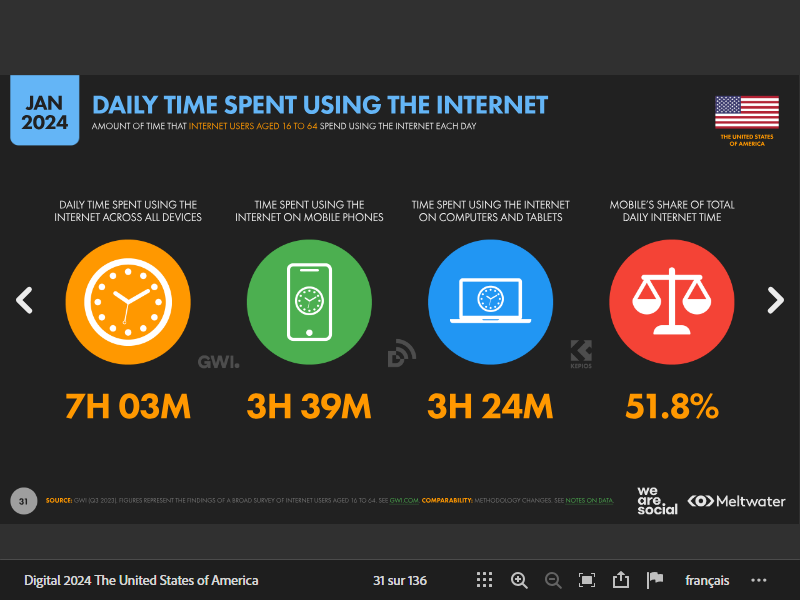 JAN
2024
DAILY TIME SPENT USING THE INTERNET
AMOUNT OF TIME THAT INTERNET USERS AGED 16 TO 64 SPEND USING THE INTERNET EACH DAY
THE UNITED STATES
OF AMERICA
DAILY TIME SPENT USING THE
INTERNET ACROSS ALL DEVICES
TIME SPENT USING THE
INTERNET ON MOBILE PHONES
TIME SPENT USING THE INTERNET
ON COMPUTERS AND TABLETS
MOBILE'S SHARE OF TOTAL
DAILY INTERNET TIME
GWI.
KEPIOS
7H 03M
3H 39M
3H 24M
51.8%
31
SOURCE: GWI (Q3 2023). FIGURES REPRESENT THE FINDINGS OF A BROAD SURVEY OF INTERNET USERS AGED 16 TO 64. SEE GWI.COM. COMPARABILITY: METHODOLOGY CHANGES. SEE NOTES ON DATA.
we
are.
social
Meltwater
Digital 2024 The United States of America
31 sur 136
français